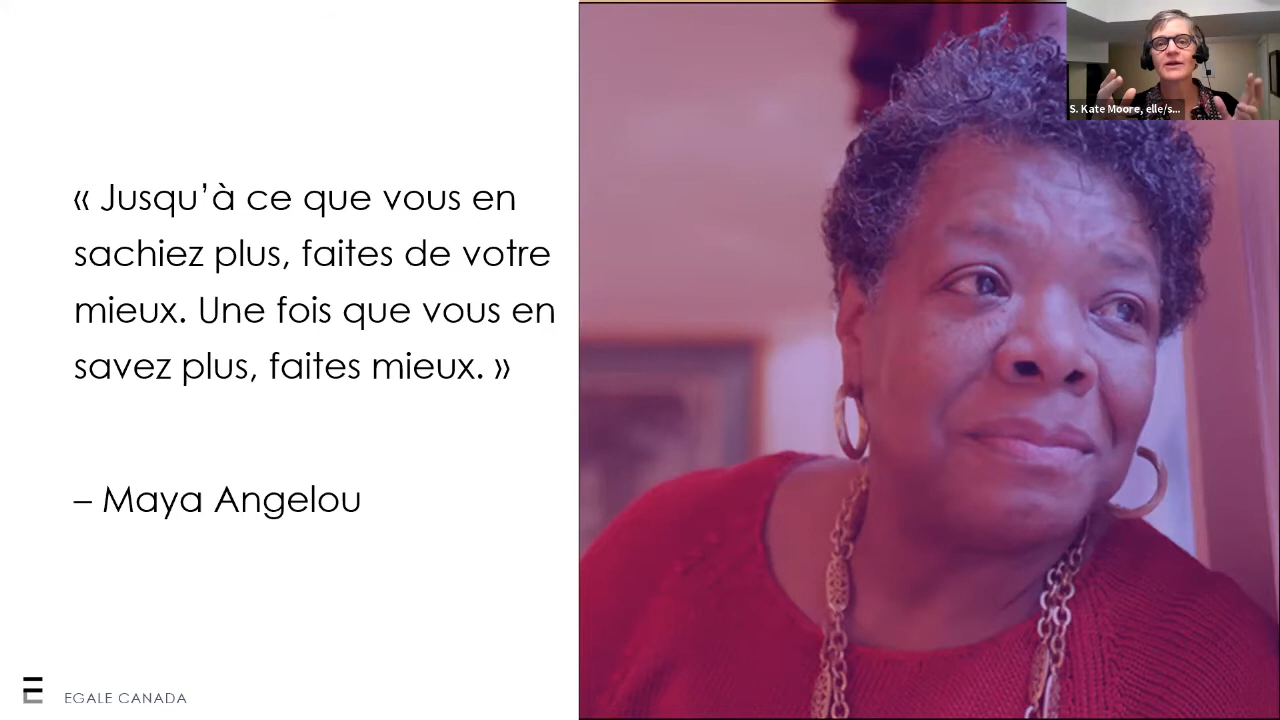 S. Kate Moore, elle/s...
« Jusqu’à ce que vous en
sachiez plus, faites de votre
mieux. Une fois que vous en
savez plus, faites mieux. »
– Maya Angelou
EGALE CANADA